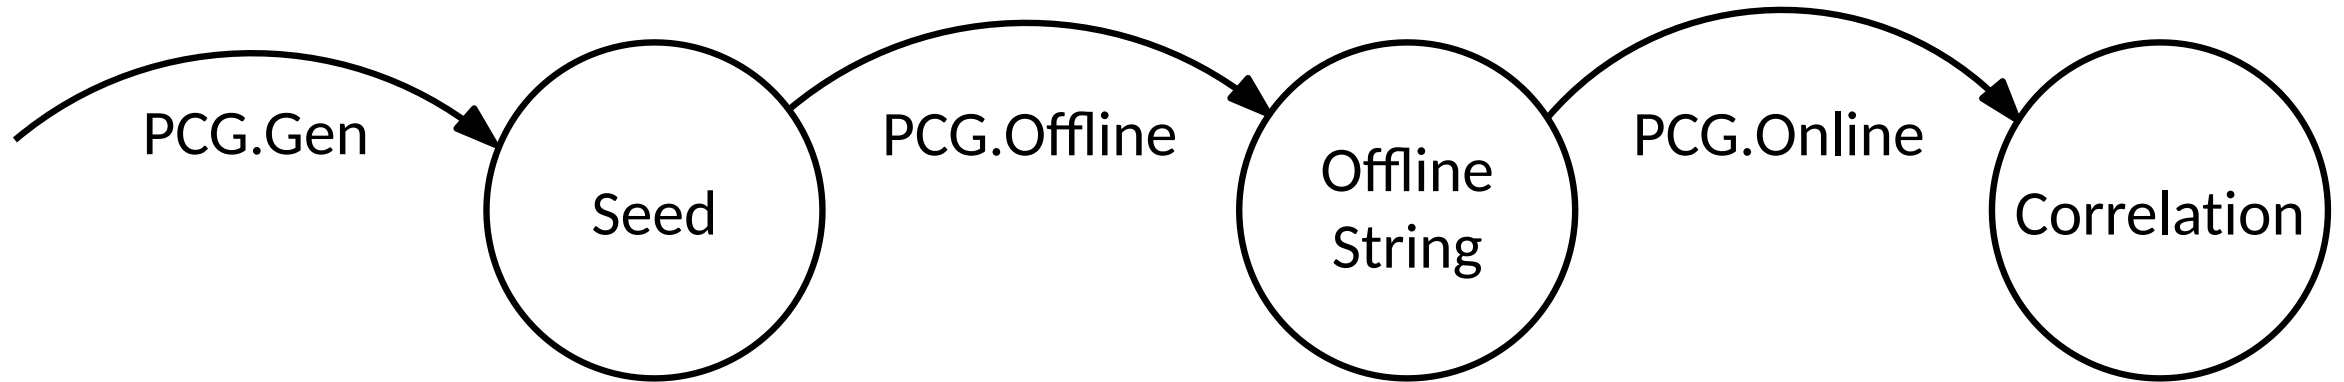 PCG.Gen
Seed
PCG.Offline
Offline
String
PCG.Online
Correlation